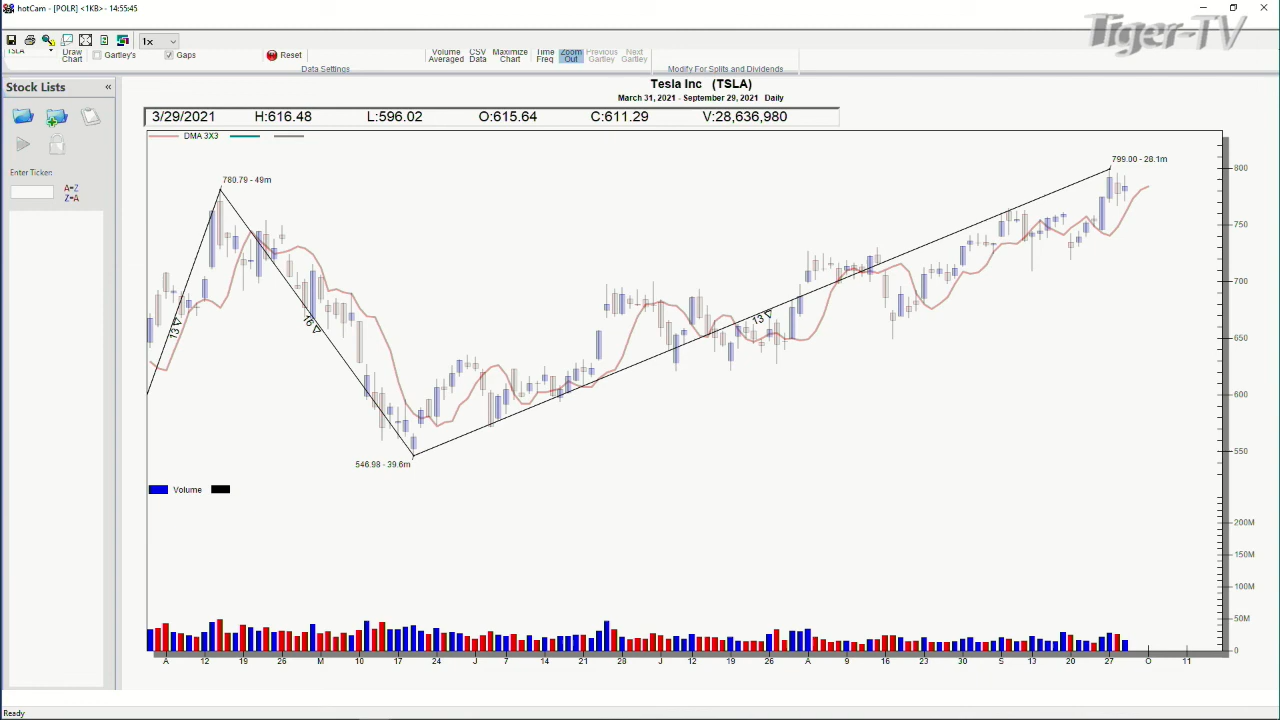 hotCam - [POLR] <1KB> - 14:55:45
Tiger-TV
1x
TSLA
Draw Chart
Gartley's
Gaps
Reset
Data Settings
Volume Averaged
CSV Data
Maximize Chart
Time Freq
Zoom Out
Previous Gartley
Next Gartley
Modify For Splits and Dividends
Stock Lists «
Enter Ticker:
A=Z
Z=A
Tesla Inc (TSLA)
March 31, 2021 - September 29, 2021 Daily
3/29/2021 H:616.48 L:596.02 O:615.64 C:611.29 V:28,636,980
DMA 3X3
799.00 - 28.1m
780.79 - 49m
546.98 - 39.6m
13
16
13
800
750
700
650
600
550
Volume
200M
150M
100M
50M
0
A 12 19 26 M 10 17 24 J 7 14 21 28 J 12 19 26 A 9 16 23 30 S 13 20 27 O 11
Ready